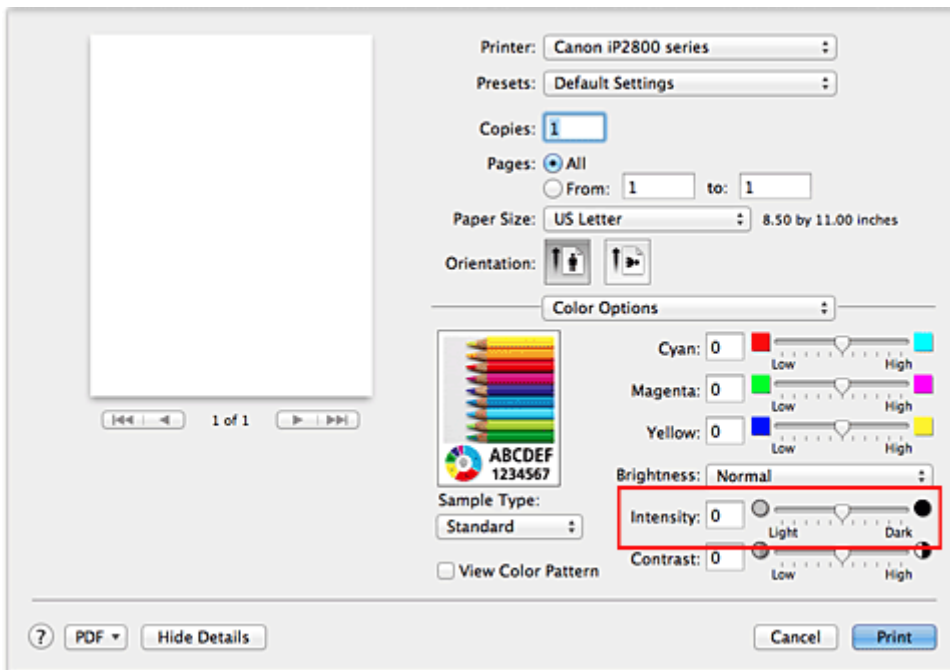 Printer: Canon iP2800 series
Presets: Default Settings
Copies: 1
Pages: All
From: 1 to: 1
Paper Size: US Letter 8.50 by 11.00 inches
Orientation:
Color Options
Cyan: 0
Low High
Magenta: 0
Low High
Yellow: 0
Low High
1 of 1
ABCDEF
1234567
Brightness: Normal
Sample Type:
Standard
Intensity: 0
Light Dark
View Color Pattern
Contrast: 0
Low High
? PDF Hide Details Cancel Print